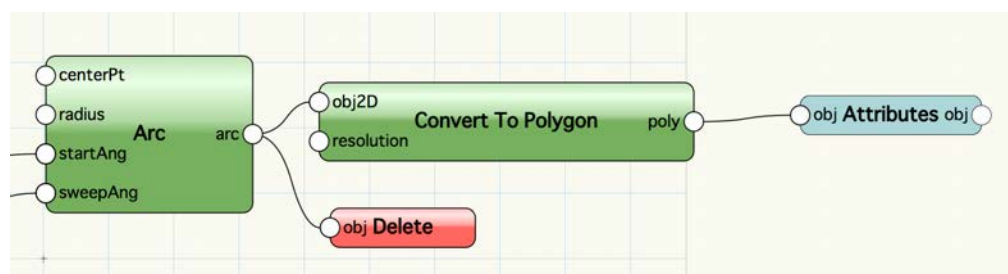 centerPt
radius
Arc
arc
startAng
sweepAng
obj2D
Convert To Polygon
poly
resolution
obj Delete
obj Attributes obj